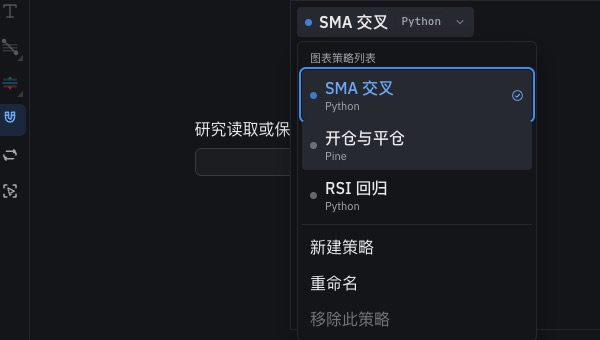 SMA 交叉 Python
图表策略列表
SMA 交叉
Python
研究读取或保
开仓与平仓
Pine
RSI 回归
Python
新建策略
重命名
移除此策略